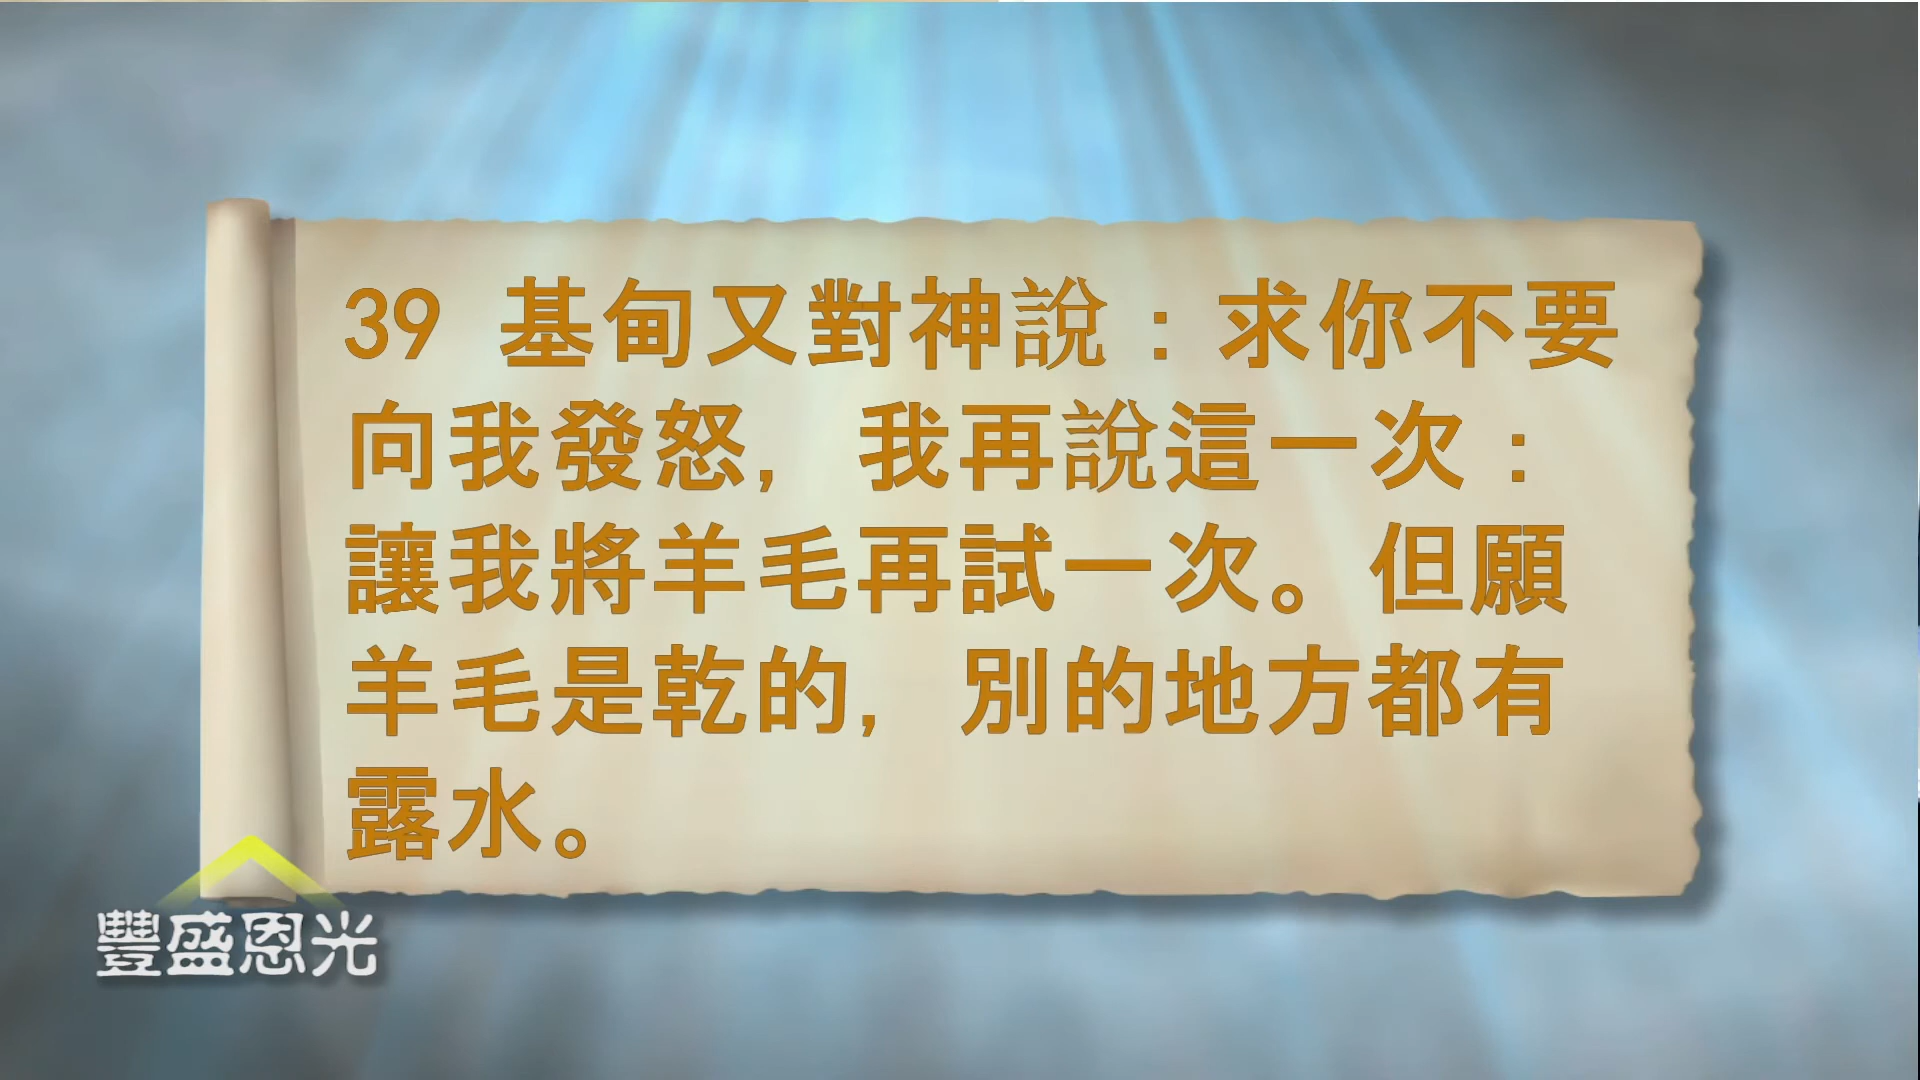 39 基甸又對神說：求你不要
向我發怒，我再說這一次：
讓我將羊毛再試一次。但願
羊毛是乾的，別的地方都有
露水。
豐盛恩光